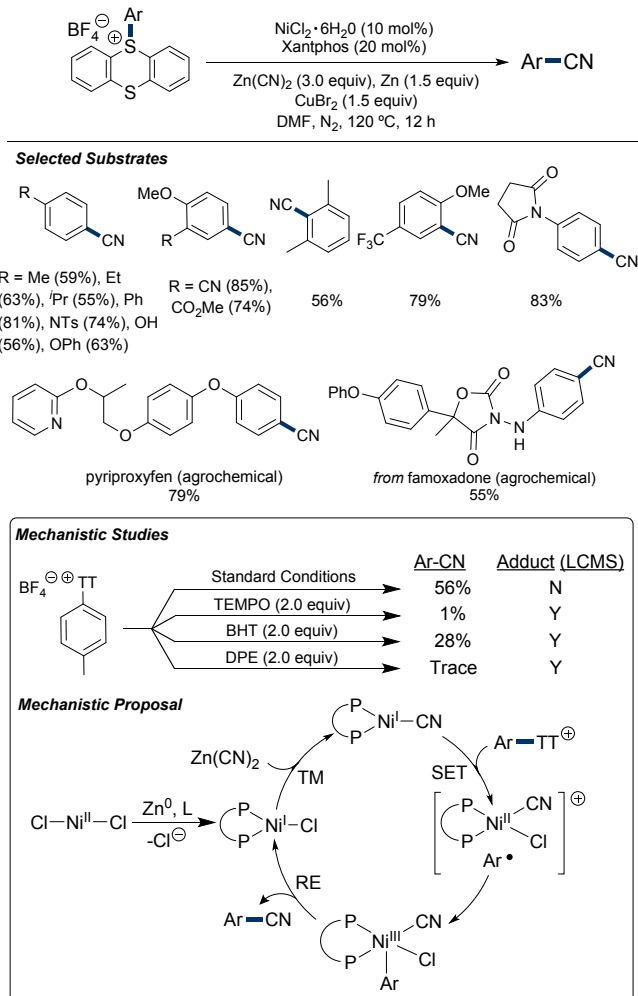 Ar
BF4⊖
S⊕
S
NiCl2•6H20 (10 mol%)
Xantphos (20 mol%)
Zn(CN)2 (3.0 equiv), Zn (1.5 equiv)
CuBr2 (1.5 equiv)
DMF, N2, 120 ºC, 12 h
Ar—CN
Selected Substrates
R
CN
MeO
R
CN
NC
OMe
F3C
CN
O
N
O
CN
R = Me (59%), Et
(63%), iPr (55%), Ph
(81%), NTs (74%), OH
(56%), OPh (63%)
R = CN (85%),
CO2Me (74%)
56%
79%
83%
O
N
O
O
CN
pyriproxyfen (agrochemical)
79%
PhO
O
O
N
O
N
H
CN
from famoxadone (agrochemical)
55%
Mechanistic Studies
BF4⊖ ⊕TT
Ar-CN Adduct (LCMS)
Standard Conditions 56% N
TEMPO (2.0 equiv) 1% Y
BHT (2.0 equiv) 28% Y
DPE (2.0 equiv) Trace Y
Mechanistic Proposal
Cl—NiII—Cl
Zn0, L
-Cl⊖
P
P
NiI—Cl
Zn(CN)2
TM
P
P
NiI—CN
Ar—TT⊕
SET
P
P
NiII
CN
Cl
⊕
Ar•
P
P
NiIII
CN
Cl
Ar
RE
Ar—CN